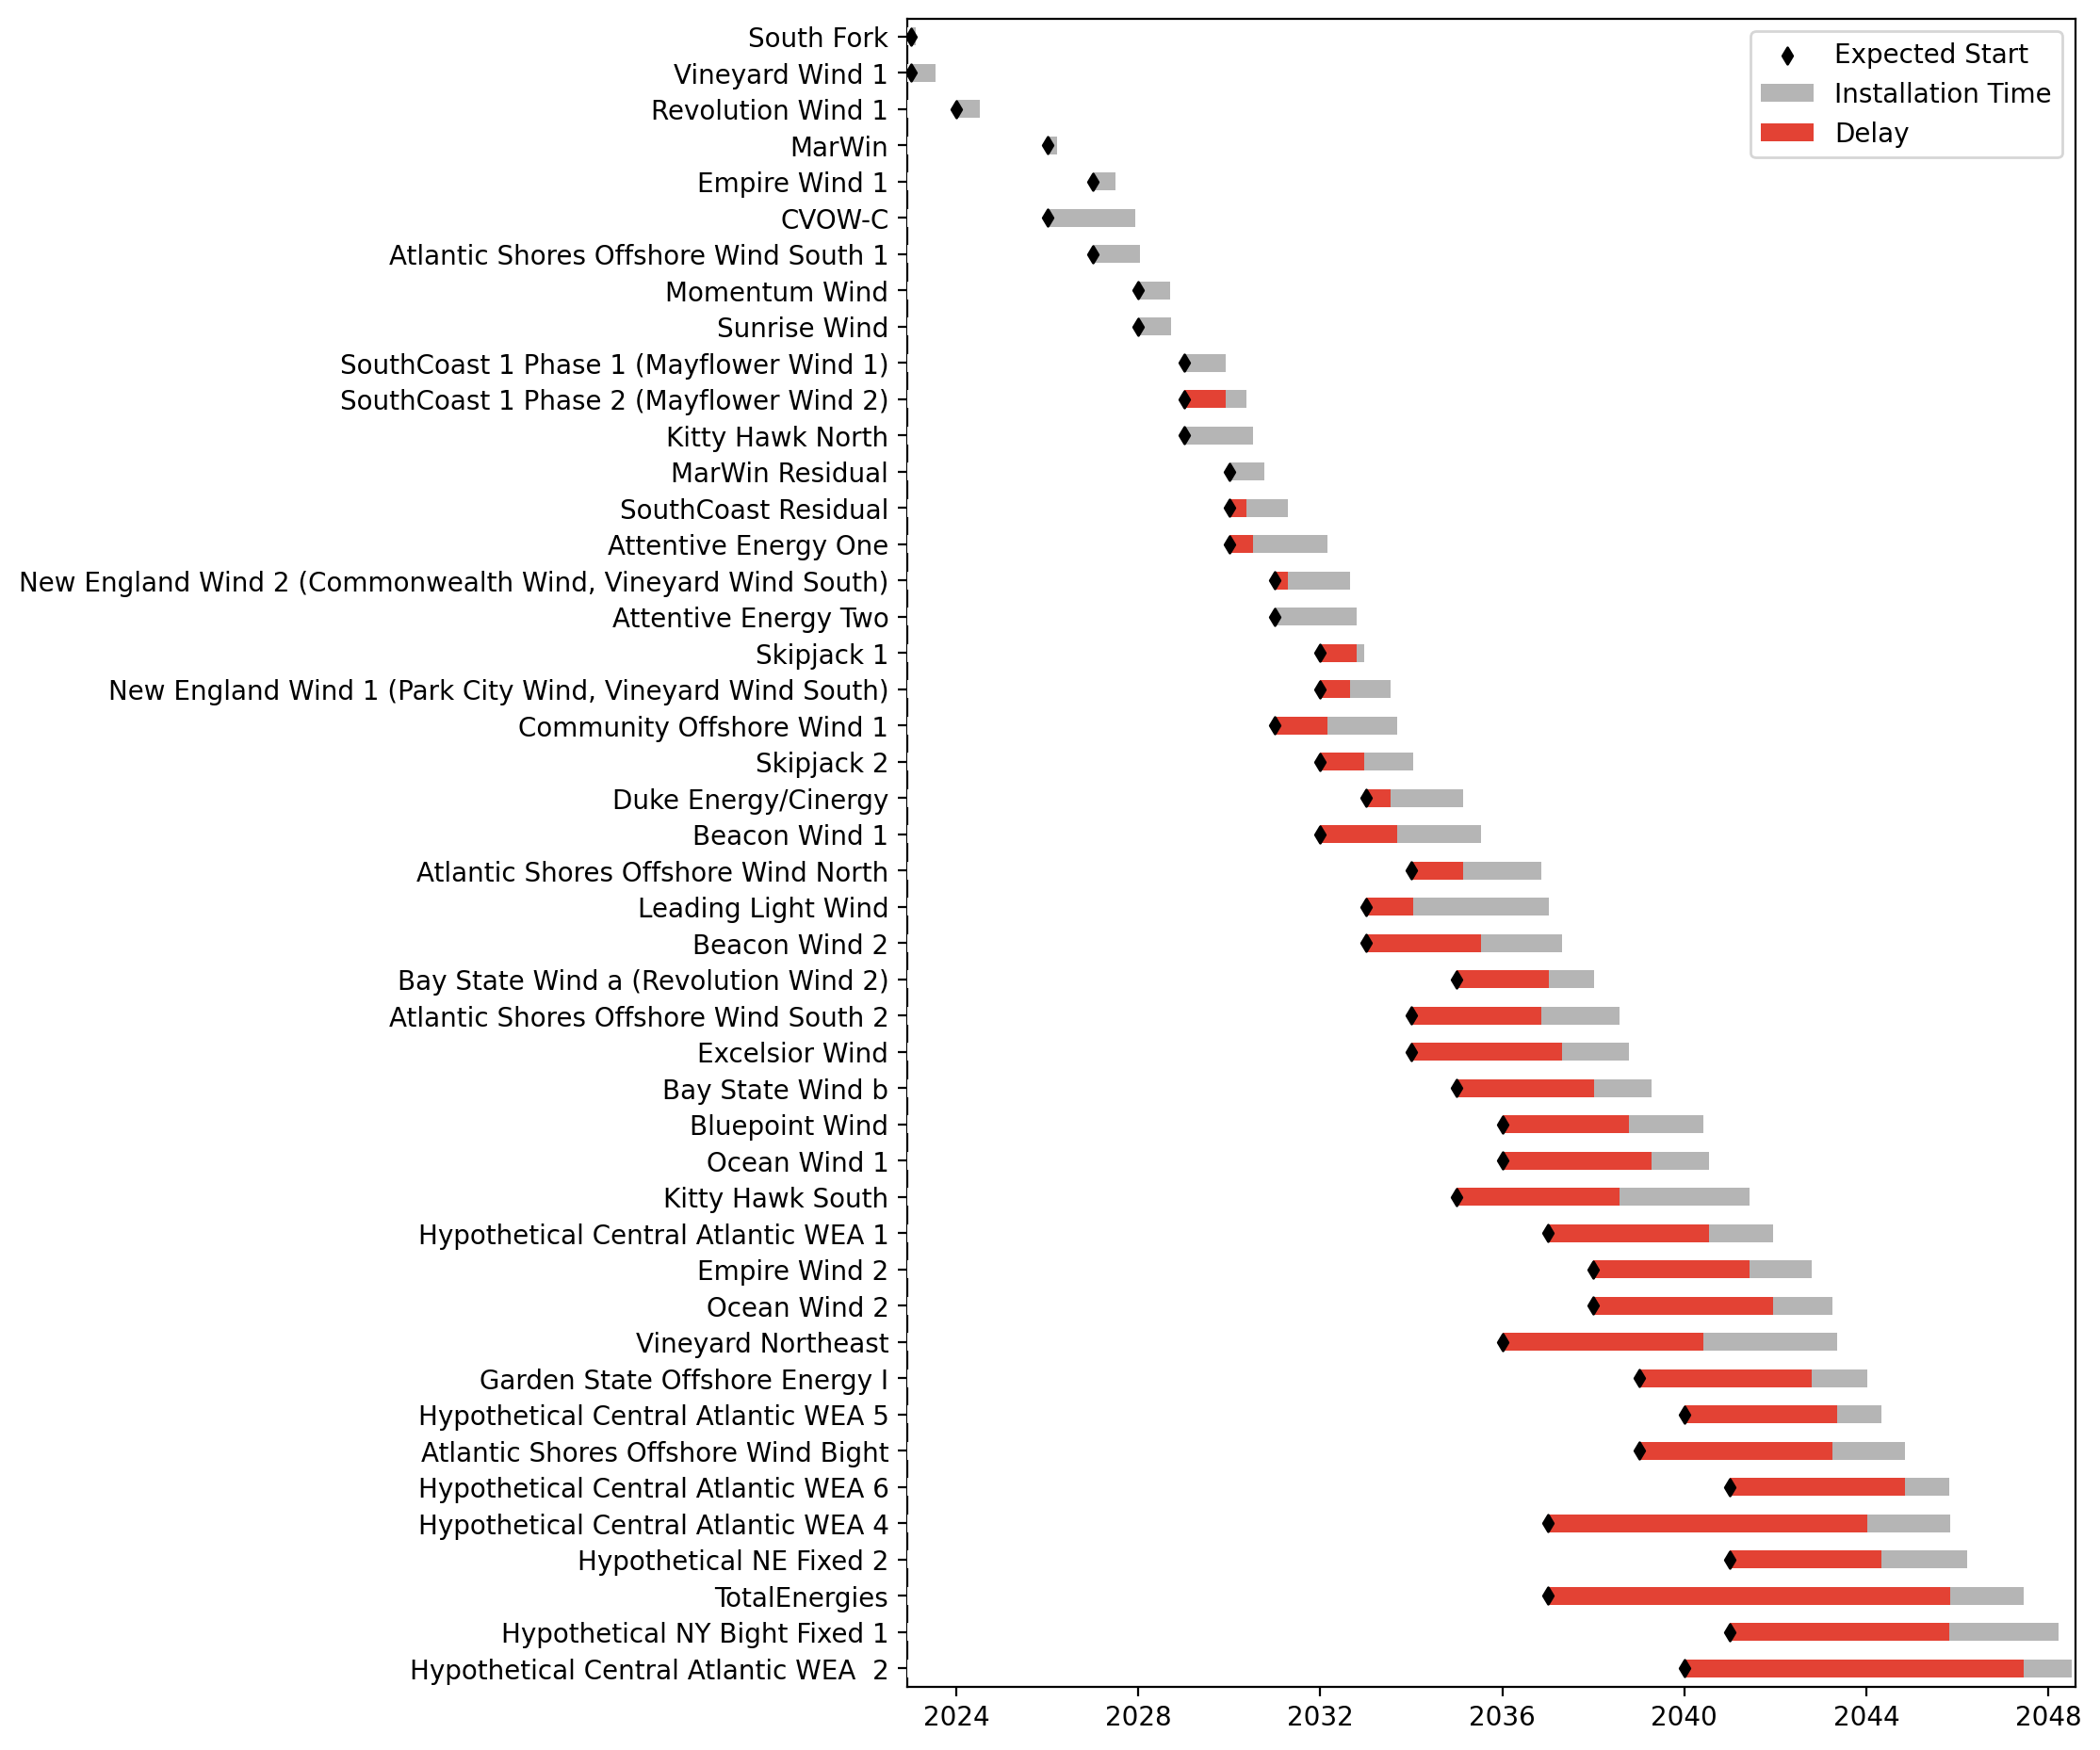 South Fork
Vineyard Wind 1
Revolution Wind 1
MarWin
Empire Wind 1
CVOW-C
Atlantic Shores Offshore Wind South 1
Momentum Wind
Sunrise Wind
SouthCoast 1 Phase 1 (Mayflower Wind 1)
SouthCoast 1 Phase 2 (Mayflower Wind 2)
Kitty Hawk North
MarWin Residual
SouthCoast Residual
Attentive Energy One
New England Wind 2 (Commonwealth Wind, Vineyard Wind South)
Attentive Energy Two
Skipjack 1
New England Wind 1 (Park City Wind, Vineyard Wind South)
Community Offshore Wind 1
Skipjack 2
Duke Energy/Cinergy
Beacon Wind 1
Atlantic Shores Offshore Wind North
Leading Light Wind
Beacon Wind 2
Bay State Wind a (Revolution Wind 2)
Atlantic Shores Offshore Wind South 2
Excelsior Wind
Bay State Wind b
Bluepoint Wind
Ocean Wind 1
Kitty Hawk South
Hypothetical Central Atlantic WEA 1
Empire Wind 2
Ocean Wind 2
Vineyard Northeast
Garden State Offshore Energy I
Hypothetical Central Atlantic WEA 5
Atlantic Shores Offshore Wind Bight
Hypothetical Central Atlantic WEA 6
Hypothetical Central Atlantic WEA 4
Hypothetical NE Fixed 2
TotalEnergies
Hypothetical NY Bight Fixed 1
Hypothetical Central Atlantic WEA  2
Expected Start
Installation Time
Delay
2024 2028 2032 2036 2040 2044 2048